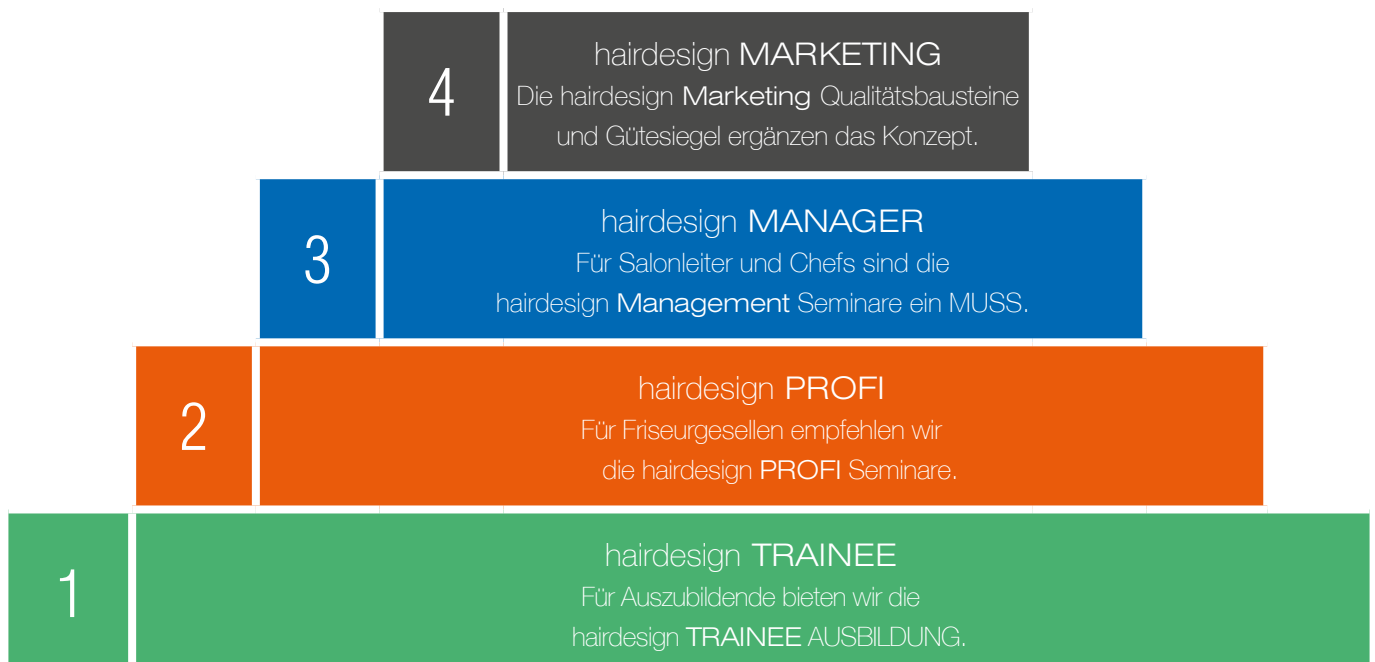 4
hairdesign MARKETING
Die hairdesign Marketing Qualitätsbausteine
und Gütesiegel ergänzen das Konzept.
3
hairdesign MANAGER
Für Salonleiter und Chefs sind die
hairdesign Management Seminare ein MUSS.
2
hairdesign PROFI
Für Friseurgesellen empfehlen wir
die hairdesign PROFI Seminare.
1
hairdesign TRAINEE
Für Auszubildende bieten wir die
hairdesign TRAINEE AUSBILDUNG.